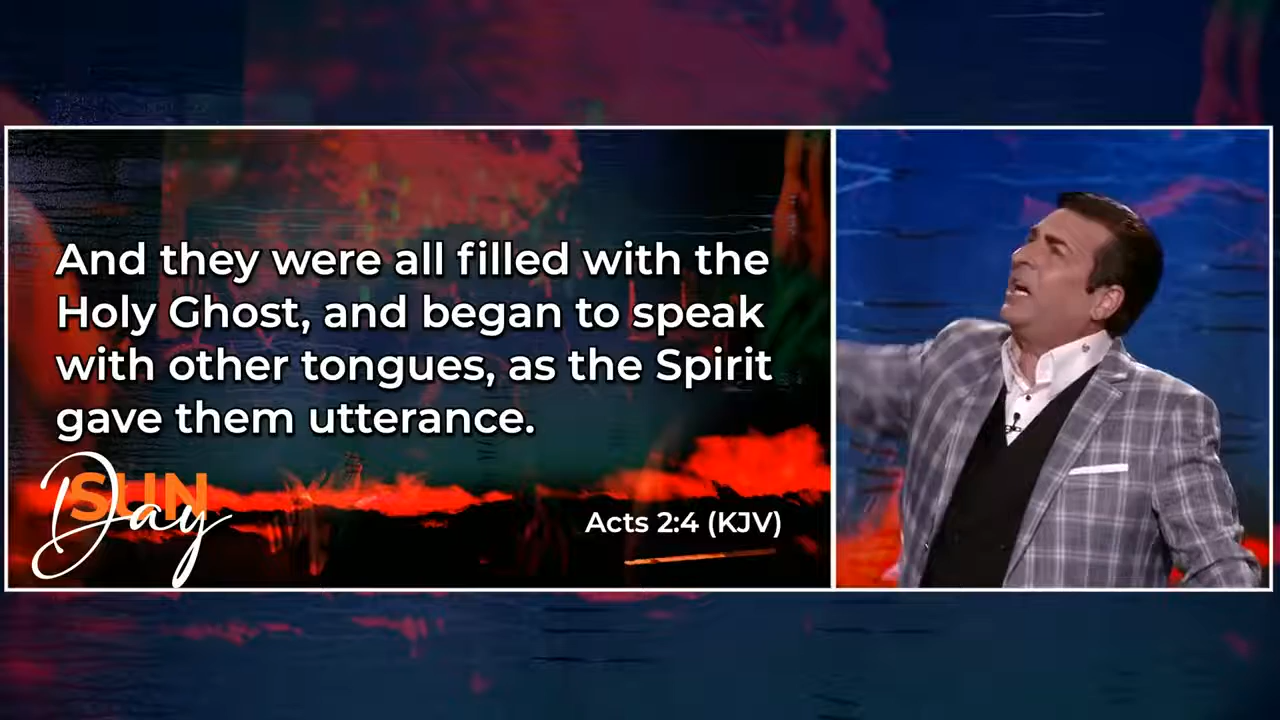 And they were all filled with the
Holy Ghost, and began to speak
with other tongues, as the Spirit
gave them utterance.
SUN
Day
Acts 2:4 (KJV)